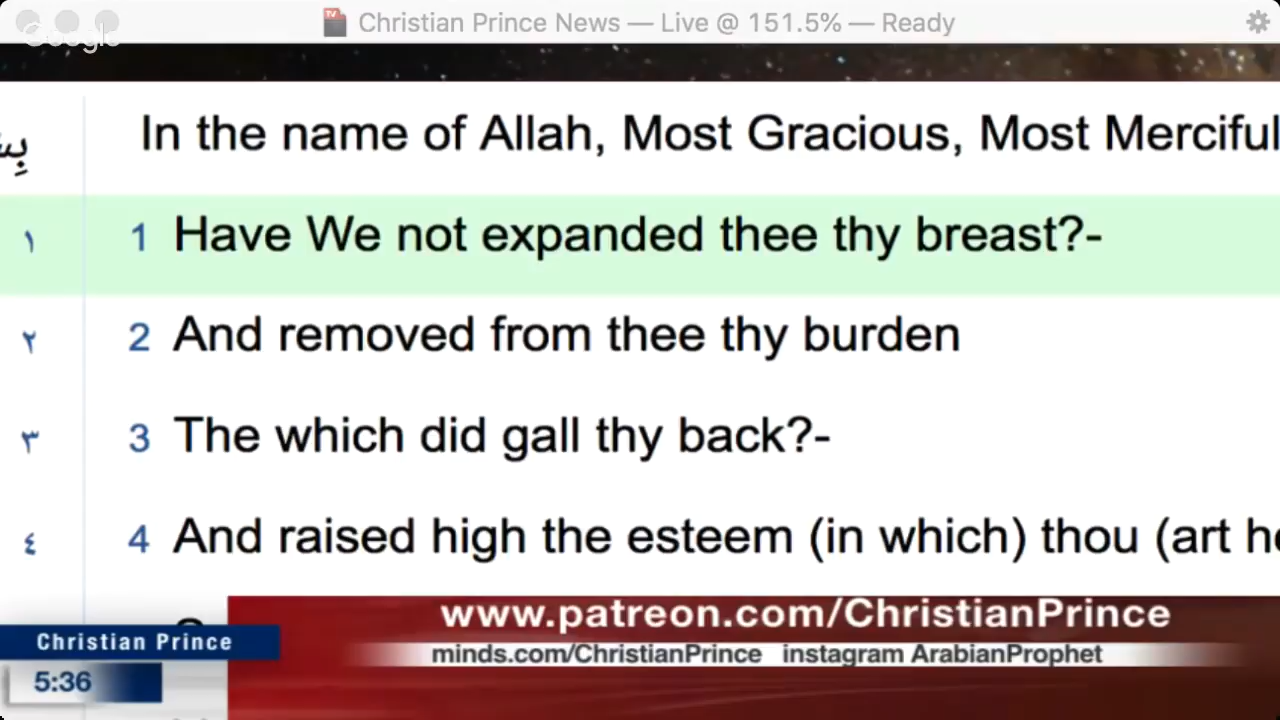 Christian Prince News — Live @ 151.5% — Ready
Google
In the name of Allah, Most Gracious, Most Merciful
١ 1 Have We not expanded thee thy breast?-
٢ 2 And removed from thee thy burden
٣ 3 The which did gall thy back?-
٤ 4 And raised high the esteem (in which) thou (art
www.patreon.com/ChristianPrince
Christian Prince
minds.com/ChristianPrince instagram ArabianProphet
5:36